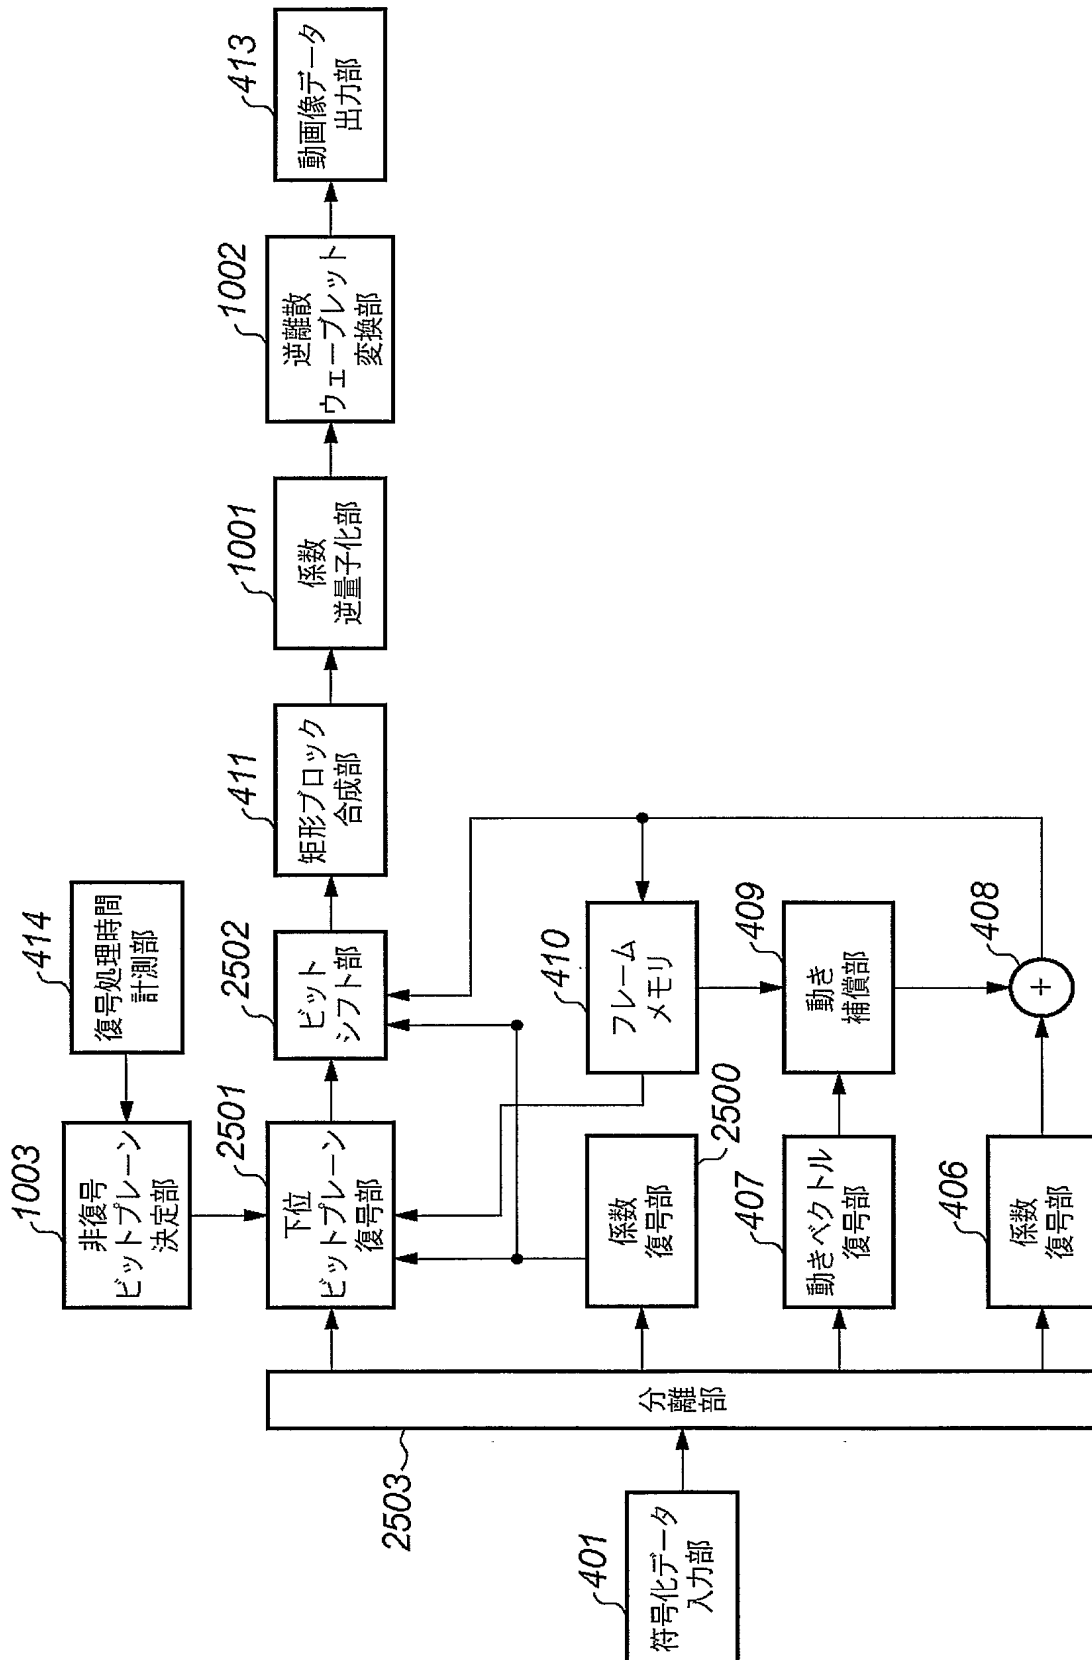 414
復号処理時間
計測部
1003
非復号
ビットプレーン
決定部
2501
下位
ビットプレーン
復号部
2502
ビット
シフト部
411
矩形ブロック
合成部
1001
係数
逆量子化部
1002
逆離散
ウェーブレット
変換部
413
動画像データ
出力部
2503
分離部
401
符号化データ
入力部
2500
係数
復号部
410
フレーム
メモリ
407
動きベクトル
復号部
409
動き
補償部
406
係数
復号部
408
+